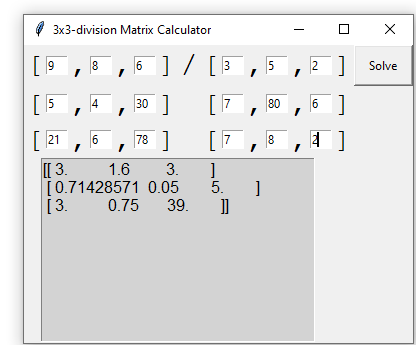 3x3-division Matrix Calculator
[ 9 , 8 , 6 ] / [ 3 , 5 , 2 ] Solve
[ 5 , 4 , 30 ] [ 7 , 80 , 6 ]
[ 21 , 6 , 78 ] [ 7 , 8 , 2 ]
[[ 3. 1.6 3. ]
[ 0.71428571 0.05 5. ]
[ 3. 0.75 39. ]]